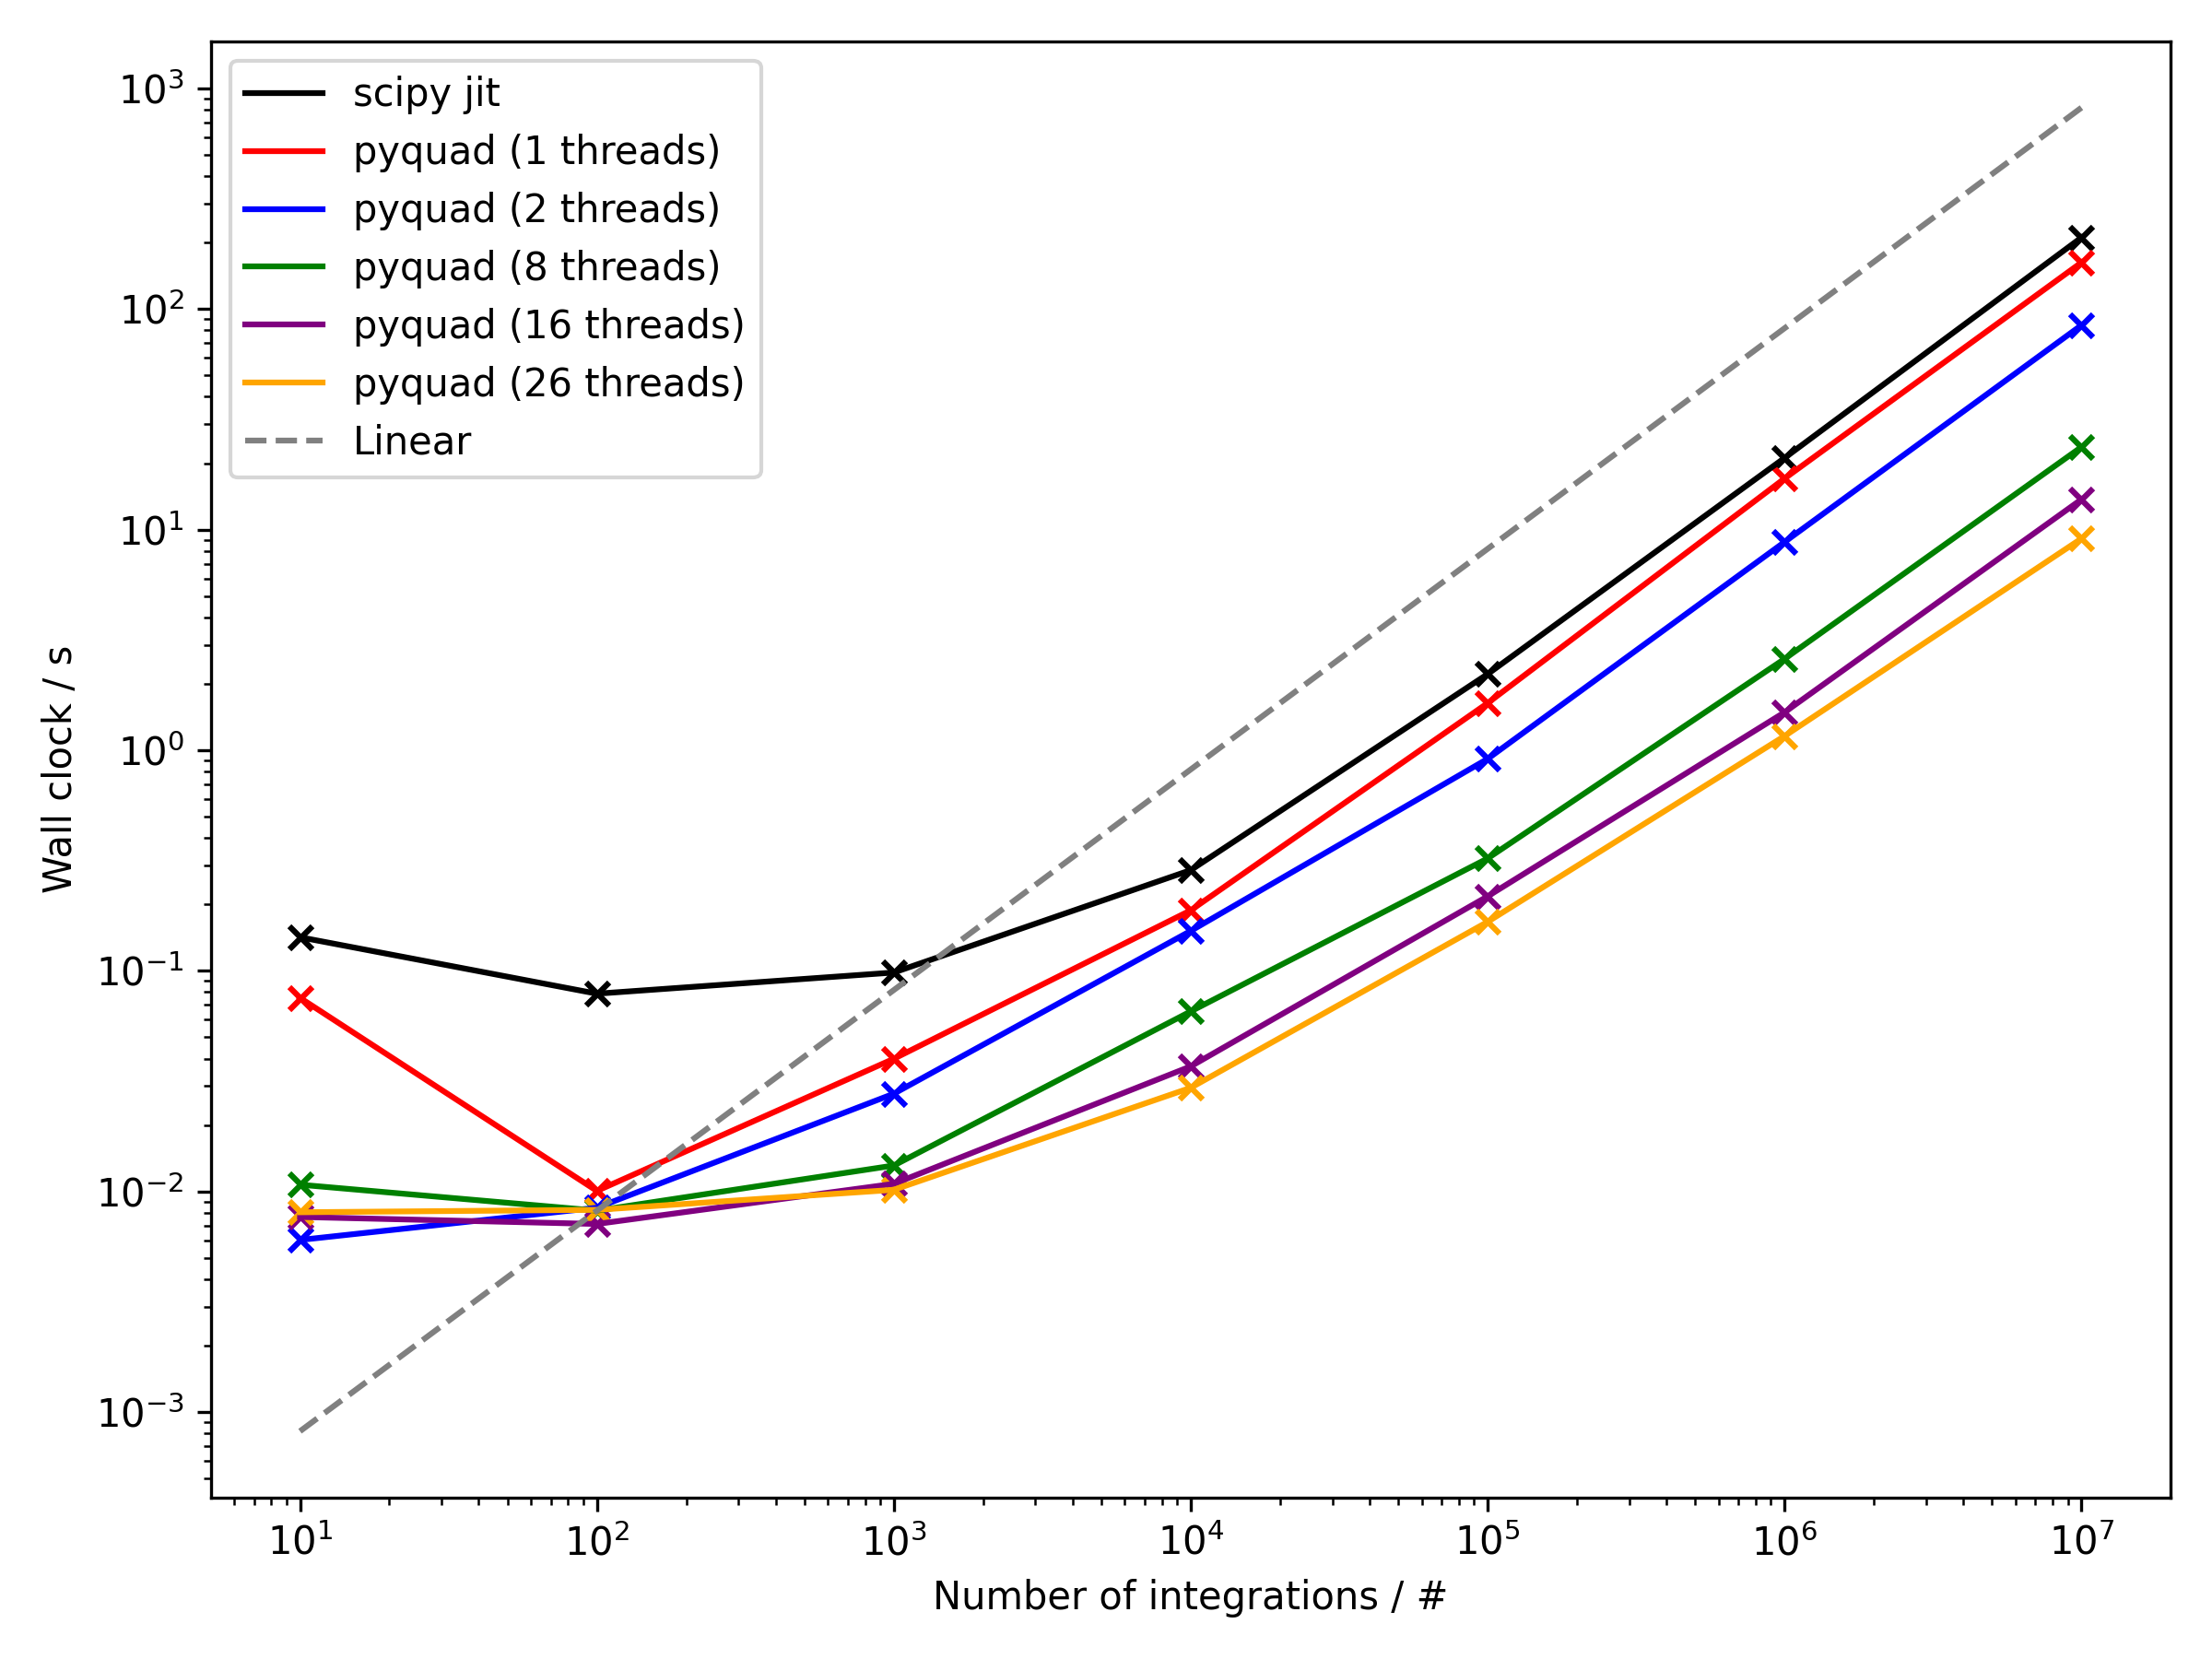 scipy jit
pyquad (1 threads)
pyquad (2 threads)
pyquad (8 threads)
pyquad (16 threads)
pyquad (26 threads)
Linear
10³
10²
10¹
10⁰
10⁻¹
10⁻²
10⁻³
Wall clock / s
10¹ 10² 10³ 10⁴ 10⁵ 10⁶ 10⁷
Number of integrations / #